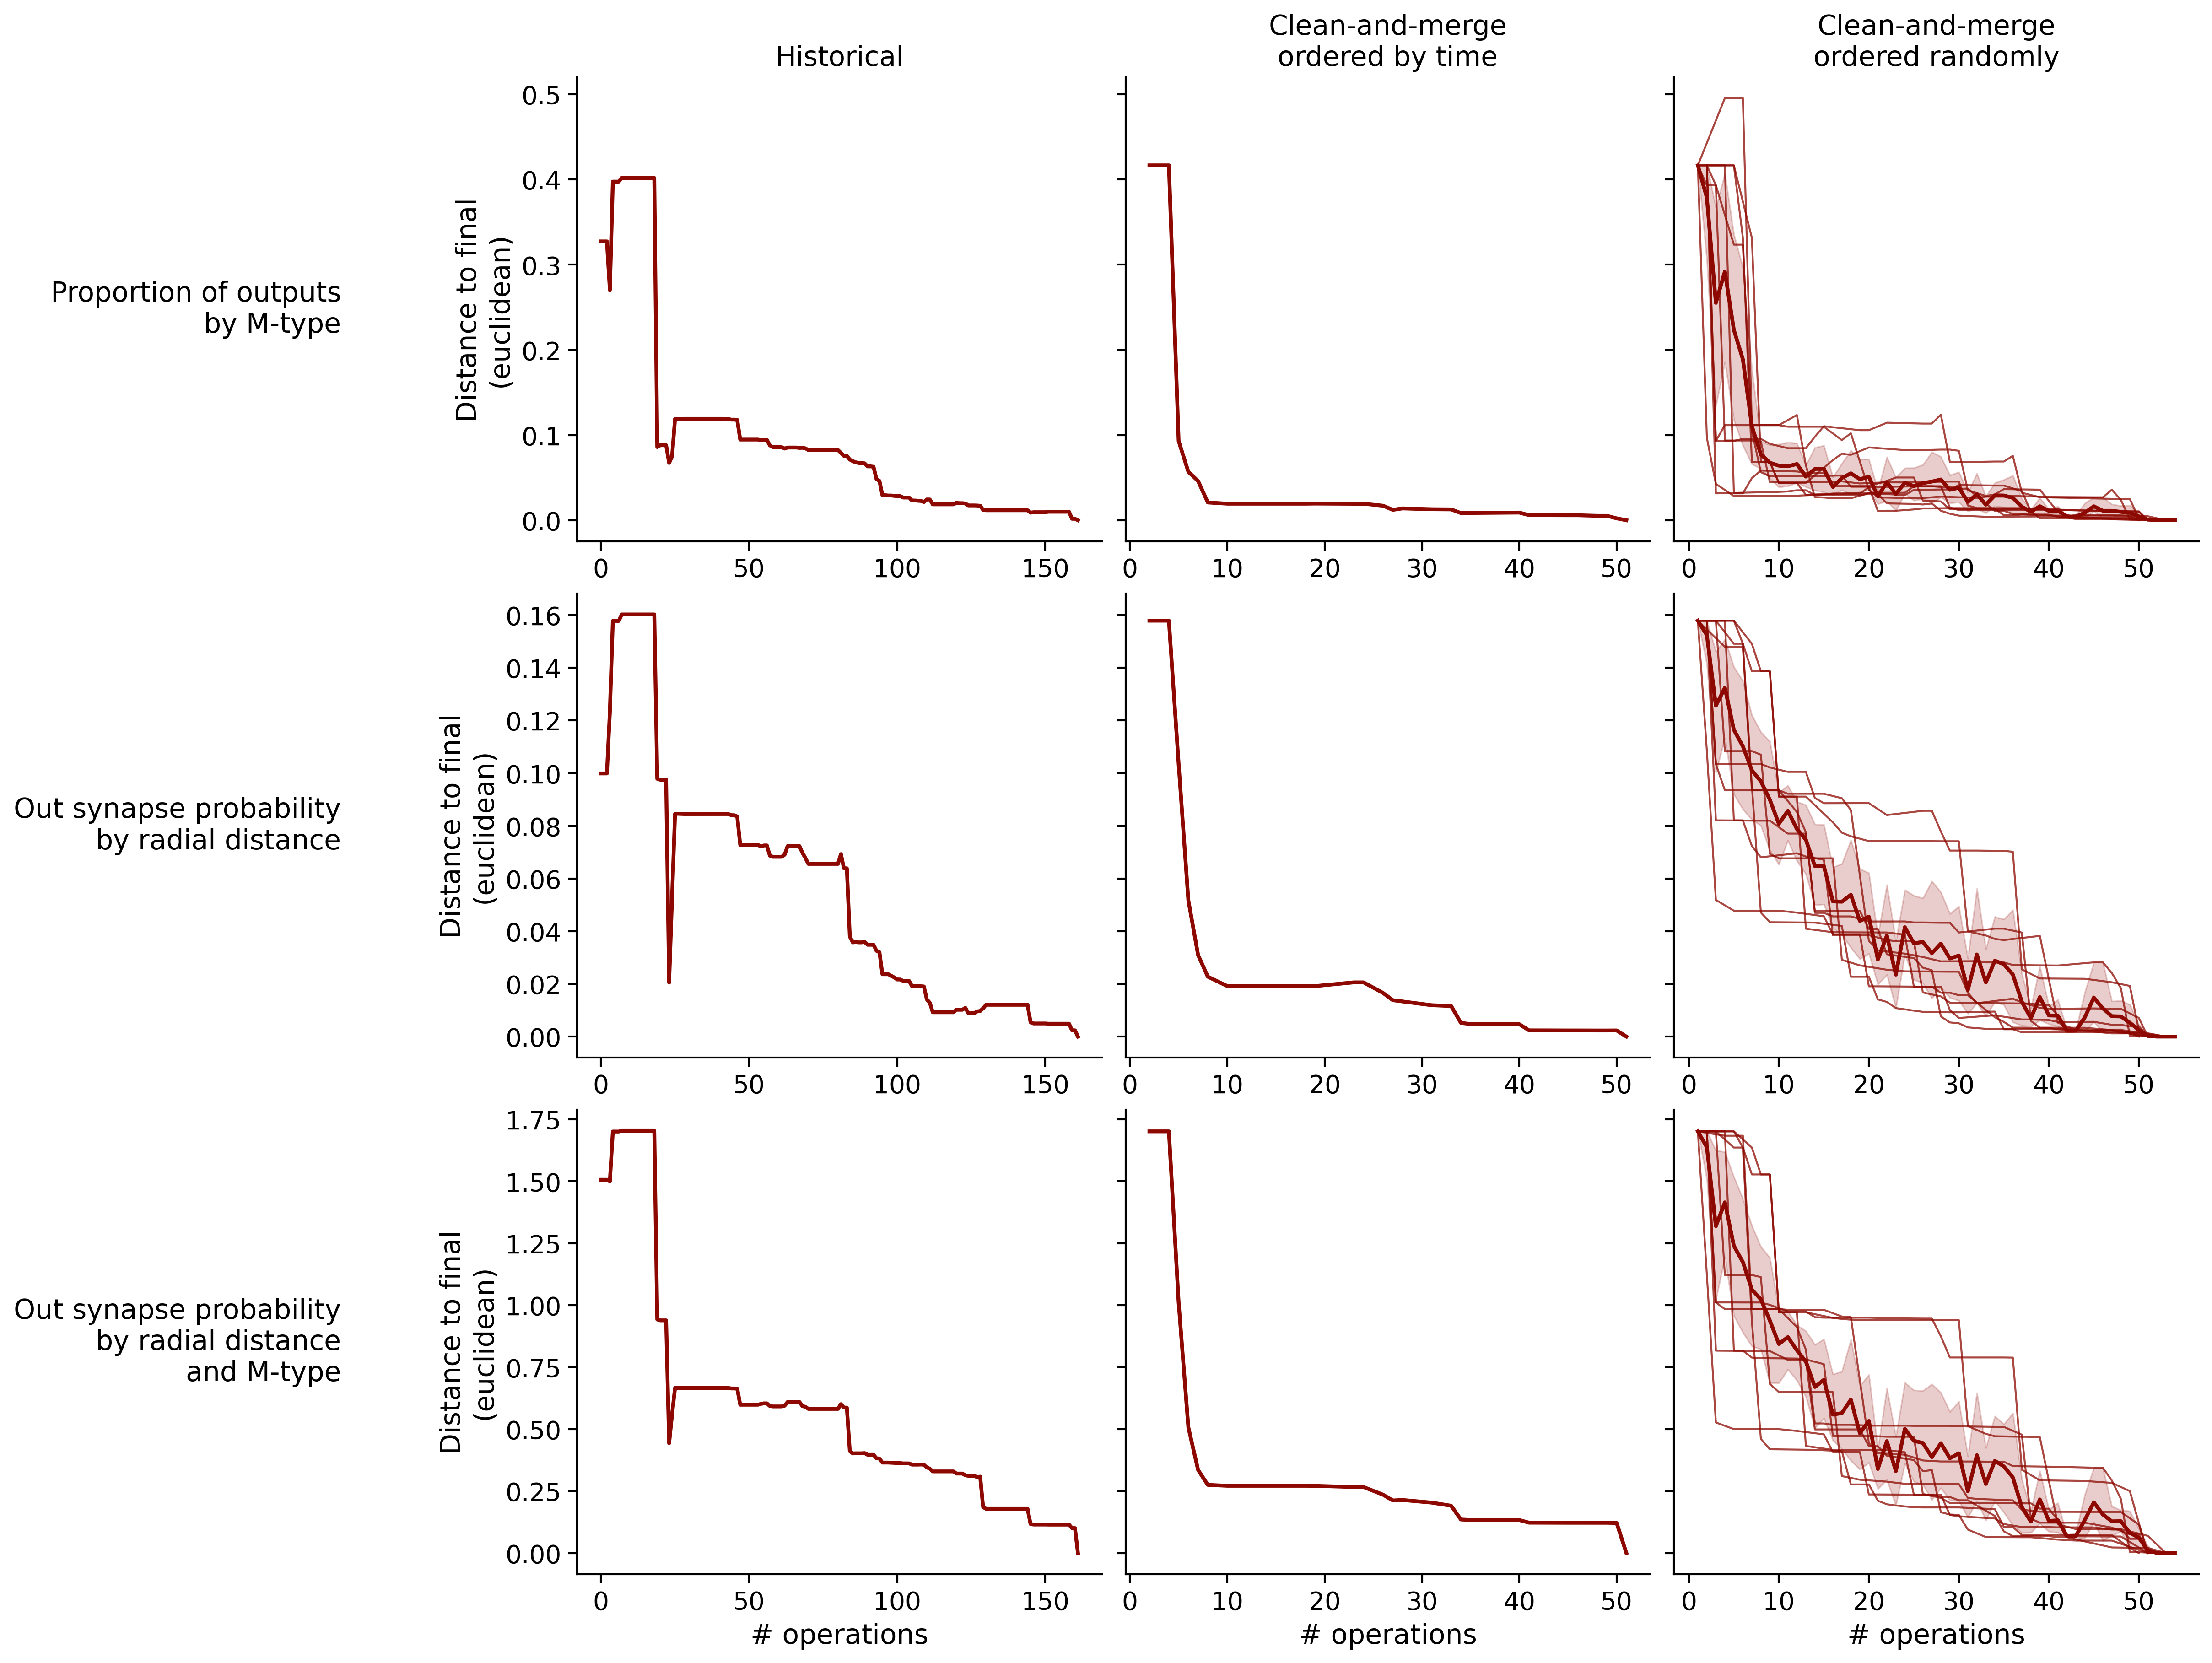 Historical
Clean-and-merge
ordered by time
Clean-and-merge
ordered randomly
Proportion of outputs
by M-type
Distance to final
(euclidean)
0.5
0.4
0.3
0.2
0.1
0.0
0 50 100 150
0 10 20 30 40 50
0 10 20 30 40 50
Out synapse probability
by radial distance
Distance to final
(euclidean)
0.16
0.14
0.12
0.10
0.08
0.06
0.04
0.02
0.00
0 50 100 150
0 10 20 30 40 50
0 10 20 30 40 50
Out synapse probability
by radial distance
and M-type
Distance to final
(euclidean)
1.75
1.50
1.25
1.00
0.75
0.50
0.25
0.00
0 50 100 150
0 10 20 30 40 50
0 10 20 30 40 50
# operations
# operations
# operations